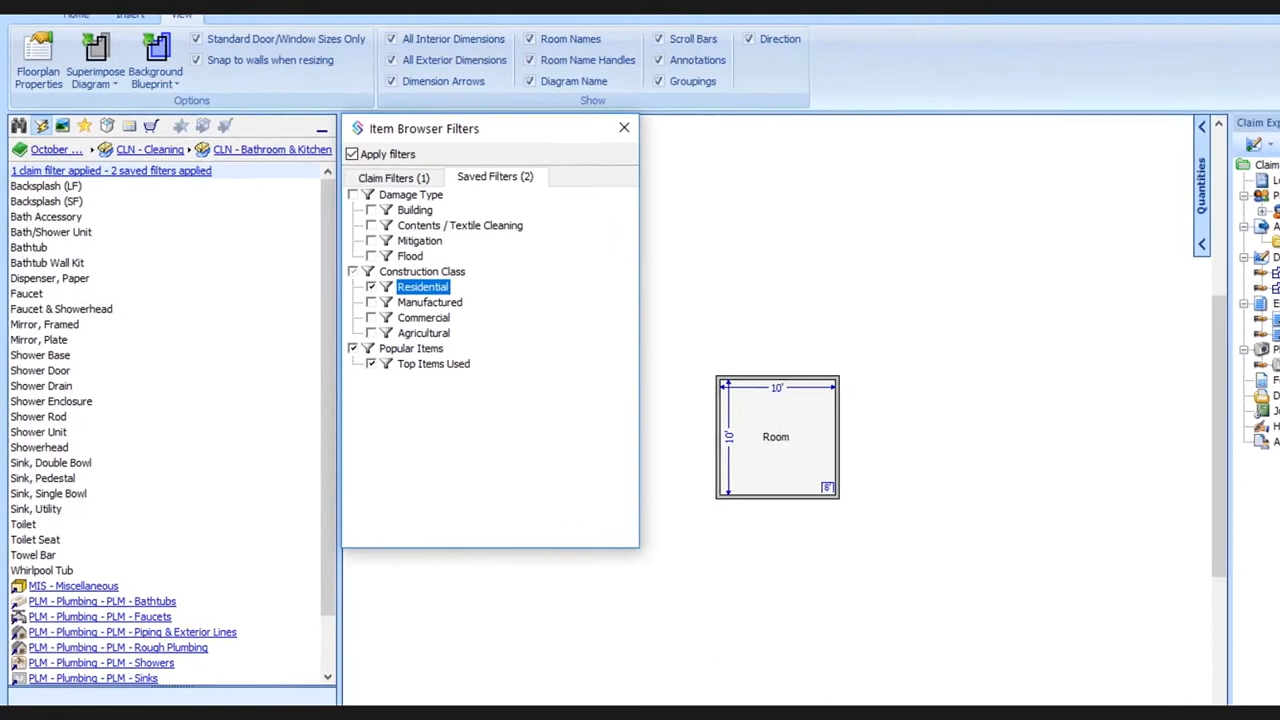 Home Insert View
Floorplan Properties
Superimpose Diagram
Background Blueprint
Standard Door/Window Sizes Only
Snap to walls when resizing
Options
All Interior Dimensions
All Exterior Dimensions
Dimension Arrows
Room Names
Room Name Handles
Diagram Name
Scroll Bars
Annotations
Groupings
Direction
Show
October ... CLN - Cleaning CLN - Bathroom & Kitchen
1 claim filter applied - 2 saved filters applied
Backsplash (LF)
Backsplash (SF)
Bath Accessory
Bath/Shower Unit
Bathtub
Bathtub Wall Kit
Dispenser, Paper
Faucet
Faucet & Showerhead
Mirror, Framed
Mirror, Plate
Shower Base
Shower Door
Shower Drain
Shower Enclosure
Shower Rod
Shower Unit
Showerhead
Sink, Double Bowl
Sink, Pedestal
Sink, Single Bowl
Sink, Utility
Toilet
Toilet Seat
Towel Bar
Whirlpool Tub
MIS - Miscellaneous
PLM - Plumbing - PLM - Bathtubs
PLM - Plumbing - PLM - Faucets
PLM - Plumbing - PLM - Piping & Exterior Lines
PLM - Plumbing - PLM - Rough Plumbing
PLM - Plumbing - PLM - Showers
PLM - Plumbing - PLM - Sinks
Item Browser Filters
Apply filters
Claim Filters (1) Saved Filters (2)
Damage Type
Building
Contents / Textile Cleaning
Mitigation
Flood
Construction Class
Residential
Manufactured
Commercial
Agricultural
Popular Items
Top Items Used
10'
10'
Room
8'
Quantities
Claim Exp
Claim